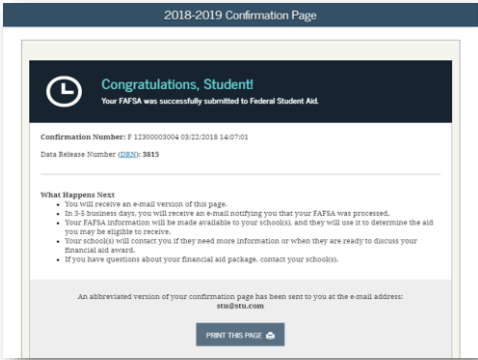 2018-2019 Confirmation Page
Congratulations, Student!
Your FAFSA was successfully submitted to Federal Student Aid.
Confirmation Number: F 12300003004 03/22/2018 14:07:01
Data Release Number (DRN): 3815
What Happens Next
• You will receive an e-mail version of this page.
• In 3-5 business days, you will receive an e-mail notifying you that your FAFSA was processed.
• Your FAFSA information will be made available to your school(s), and they will use it to determine the aid
you may be eligible to receive.
• Your school(s) will contact you if they need more information or when they are ready to discuss your
financial aid award.
• If you have questions about your financial aid package, contact your school(s).
An abbreviated version of your confirmation page has been sent to you at the e-mail address:
stu@stu.com
PRINT THIS PAGE